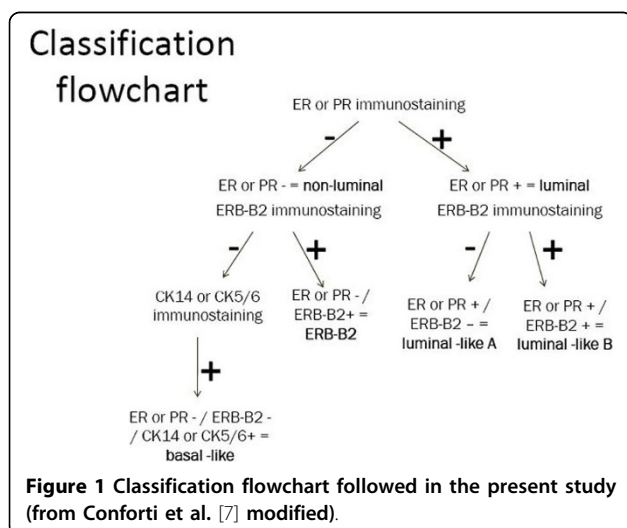 Classification
flowchart
ER or PR immunostaining
- +
ER or PR - = non-luminal
ERB-B2 immunostaining
ER or PR + = luminal
ERB-B2 immunostaining
- +
- +
CK14 or CK5/6
immunostaining
ER or PR - /
ERB-B2+ =
ERB-B2
ER or PR + /
ERB-B2 – =
luminal -like A
ER or PR + /
ERB-B2 + =
luminal -like B
+
ER or PR - / ERB-B2 -
/ CK14 or CK5/6+ =
basal -like
Figure 1 Classification flowchart followed in the present study
(from Conforti et al. [7] modified).